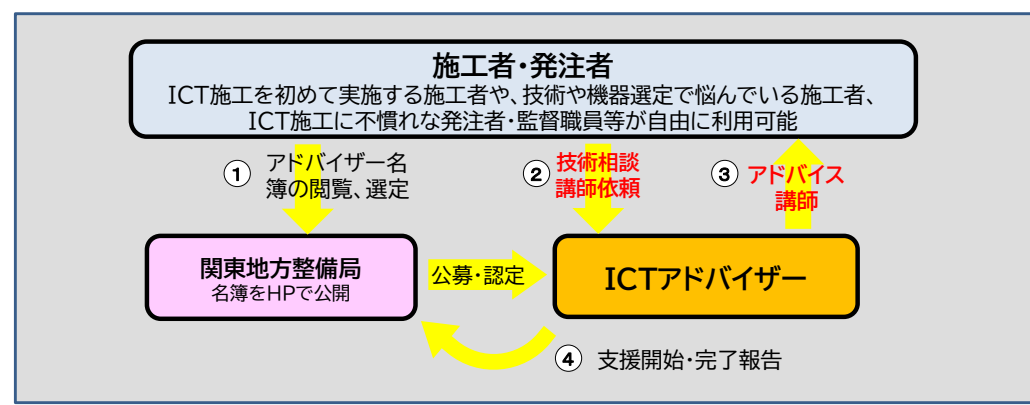 施工者・発注者
ICT施工を初めて実施する施工者や、技術や機器選定で悩んでいる施工者、
ICT施工に不慣れな発注者・監督職員等が自由に利用可能
① アドバイザー名
簿の閲覧、選定
② 技術相談
講師依頼
③ アドバイス
講師
関東地方整備局
名簿をHPで公開
公募・認定
ICTアドバイザー
④ 支援開始・完了報告